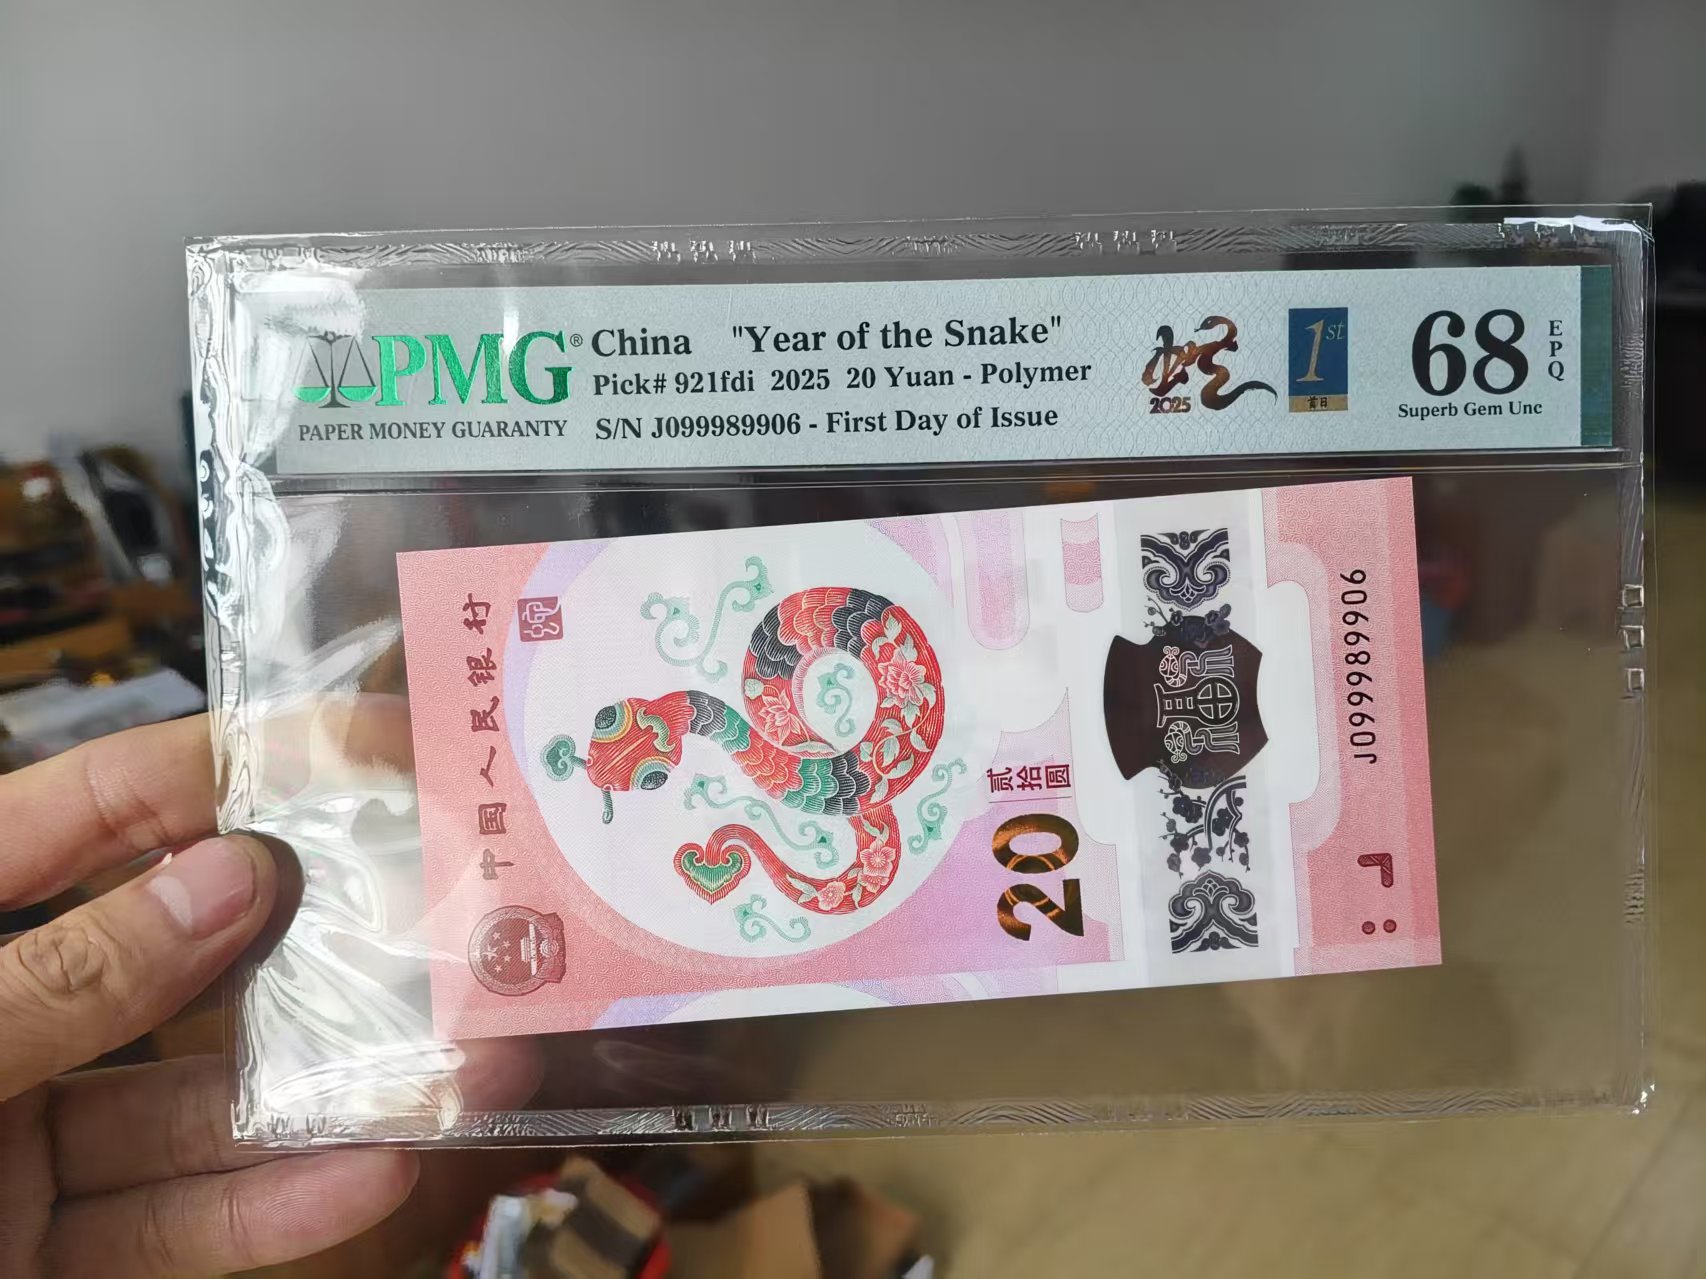 PMG®
PAPER MONEY GUARANTY
China "Year of the Snake"
Pick# 921fdi 2025 20 Yuan - Polymer
S/N J099989906 - First Day of Issue
蛇
2025
1st
首日
68
EPQ
Superb Gem Unc
中国人民银行
贰拾圆
20
福
J099989906